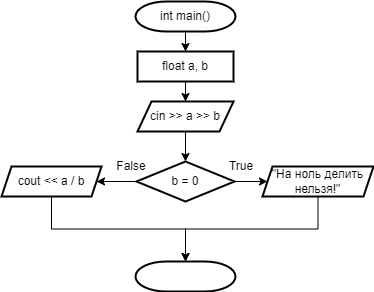 int main()
float a, b
cin >> a >> b
False
True
b = 0
cout << a / b
"На ноль делить
нельзя!"